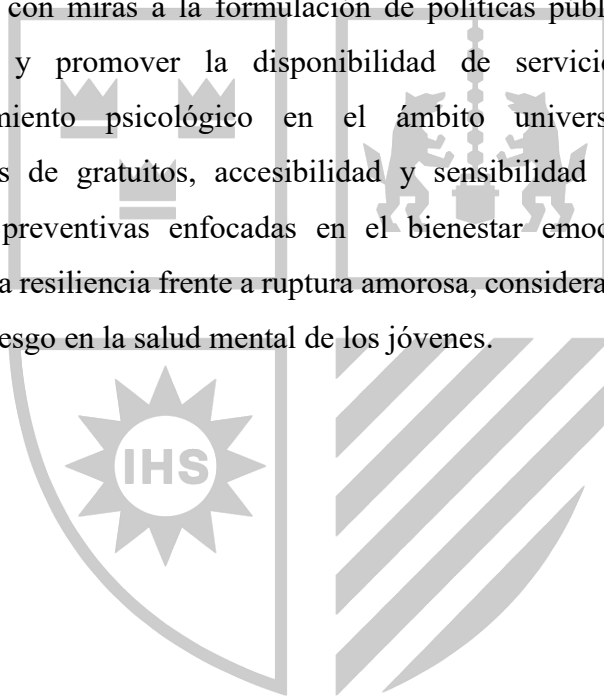 con miras a la formulación de políticas públ
y promover la disponibilidad de servici
miento psicológico en el ámbito univers
s de gratuitos, accesibilidad y sensibilidad
preventivas enfocadas en el bienestar emoc
a resiliencia frente a ruptura amorosa, considera
esgo en la salud mental de los jóvenes.
IHS